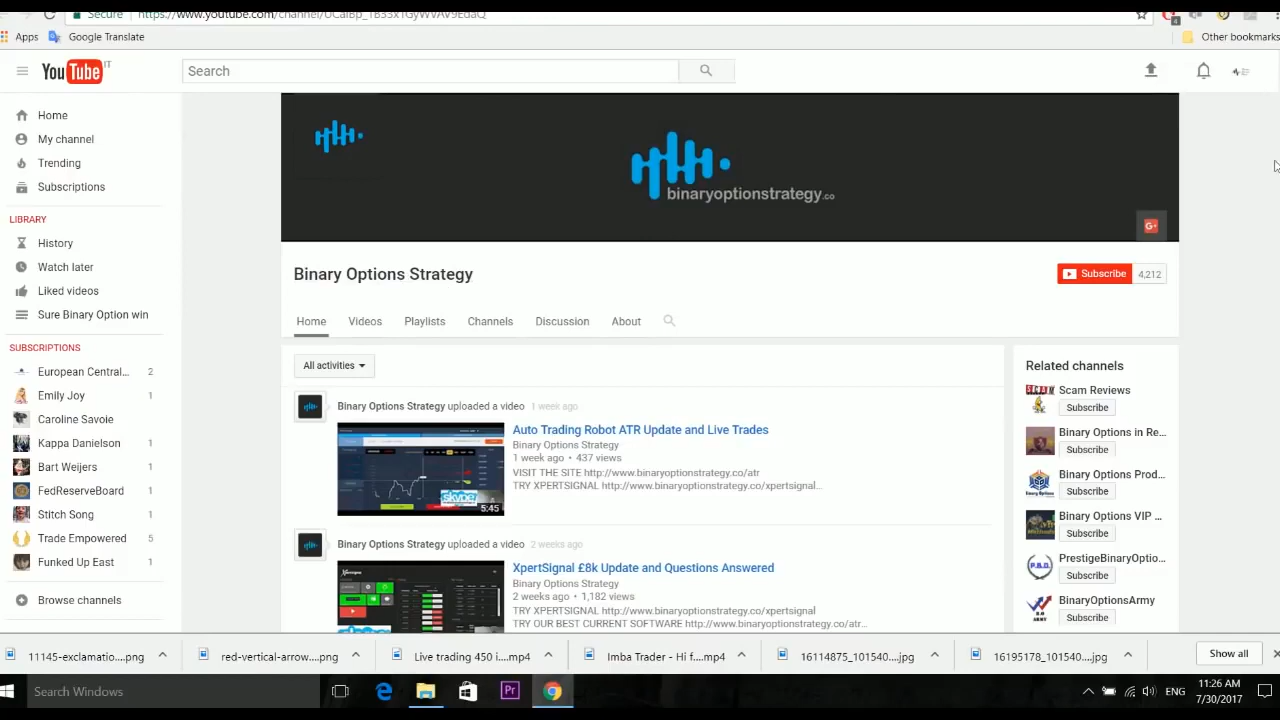 Secure https://www.youtube.com/channel/UCaIBp_1B33x1GyWVAV9EdaQ
4
Apps Google Translate Other bookmarks
YouTube IT
Search
Home
My channel
Trending
Subscriptions
LIBRARY
History
Watch later
Liked videos
Sure Binary Option win
SUBSCRIPTIONS
European Central... 2
Emily Joy 1
Caroline Savoie
Kappa Danielson 1
Bart Weijers 1
FedReserveBoard 1
Stitch Song 1
Trade Empowered 5
Funked Up East 1
Browse channels
binaryoptionstrategy.co
G+
Binary Options Strategy
Subscribe 4,212
Home Videos Playlists Channels Discussion About
All activities
Binary Options Strategy uploaded a video 1 week ago
Auto Trading Robot ATR Update and Live Trades
Binary Options Strategy
1 week ago • 437 views
VISIT THE SITE http://www.binaryoptionstrategy.co/atr
TRY XPERTSIGNAL http://www.binaryoptionstrategy.co/xpertsignal...
skype
5:45
Binary Options Strategy uploaded a video 2 weeks ago
XpertSignal £8k Update and Questions Answered
Binary Options Strategy
2 weeks ago • 1,182 views
TRY XPERTSIGNAL http://www.binaryoptionstrategy.co/xpertsignal
TRY OUR BEST CURRENT SOFTWARE http://www.binaryoptionstrategy.co/atr...
Related channels
Scam Reviews
Subscribe
Binary Options in Re...
Subscribe
Binary Options Prod...
Subscribe
Binary Options VIP ...
Subscribe
PrestigeBinaryOptio...
Subscribe
BinaryOptionsArmy
Subscribe
11145-exclamatio....png
red-vertical-arrow....png
Live trading 450 i....mp4
Imba Trader - Hi f....mp4
16114875_101540....jpg
16195178_101540....jpg
Show all
Search Windows
Pr
ENG
11:26 AM
7/30/2017